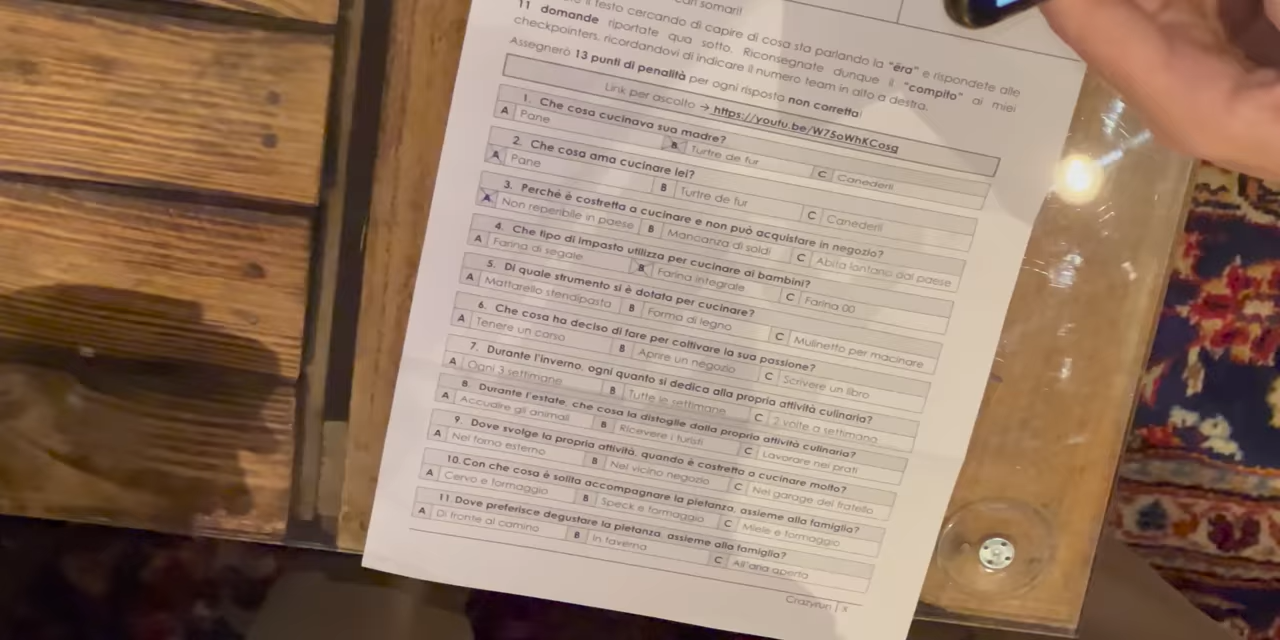 il testo cercando di capire di cosa sta parlando la "ëra" e rispondete alle
11 domande riportate qua sotto. Riconsegnate dunque il "compito" ai miei
checkpointers, ricordandovi di indicare il numero team in alto a destra.
Assegnerò 13 punti di penalità per ogni risposta non corretta!
Link per ascolto → https://youtu.be/W75oWhKCosg
1. Che cosa cucinava sua madre?
A Pane B Turtre de fur C Canederli
2. Che cosa ama cucinare lei?
A Pane B Turtre de fur C Canederli
3. Perché è costretta a cucinare e non può acquistare in negozio?
A Non reperibile in paese B Mancanza di soldi C Abita lontano dal paese
4. Che tipo di impasto utilizza per cucinare ai bambini?
A Farina di segale B Farina integrale C Farina 00
5. Di quale strumento si è dotata per cucinare?
A Mattarello stendipasta B Forma di legno C Mulinetto per macinare
6. Che cosa ha deciso di fare per coltivare la sua passione?
A Tenere un corso B Aprire un negozio C Scrivere un libro
7. Durante l'inverno, ogni quanto si dedica alla propria attività culinaria?
A Ogni 3 settimane B Tutte le settimane C 2 volte a settimana
8. Durante l'estate, che cosa la distoglie dalla propria attività culinaria?
A Accudire gli animali B Ricevere i turisti C Lavorare nei prati
9. Dove svolge la propria attività, quando è costretta a cucinare molto?
A Nel forno esterno B Nel vicino negozio C Nel garage del fratello
10. Con che cosa è solita accompagnare la pietanza, assieme alla famiglia?
A Cervo e formaggio B Speck e formaggio C Miele e formaggio
11. Dove preferisce degustare la pietanza, assieme alla famiglia?
A Di fronte al camino B In taverna C All'aria aperta
Crazyrun | x